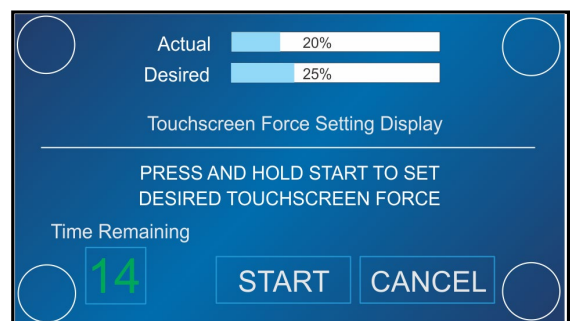 Actual 20%
Desired 25%
Touchscreen Force Setting Display
PRESS AND HOLD START TO SET
DESIRED TOUCHSCREEN FORCE
Time Remaining
14 START CANCEL